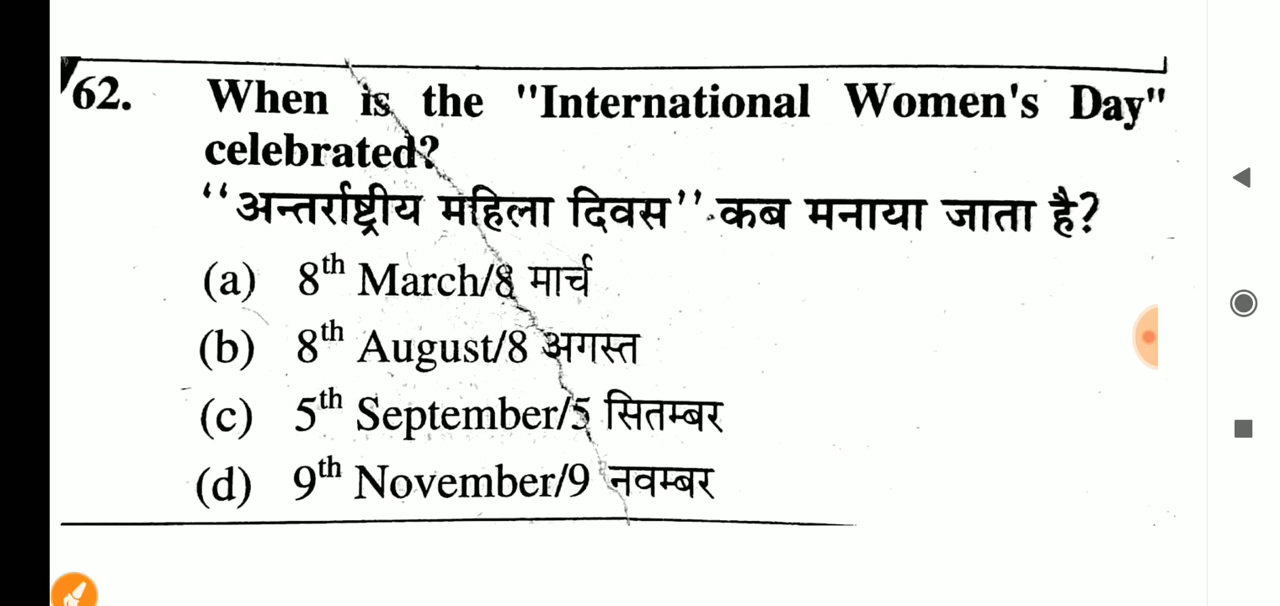 62. When is the "International Women's Day"
celebrated?
“अन्तर्राष्ट्रीय महिला दिवस” कब मनाया जाता है?
(a) 8th March/8 मार्च
(b) 8th August/8 अगस्त
(c) 5th September/5 सितम्बर
(d) 9th November/9 नवम्बर